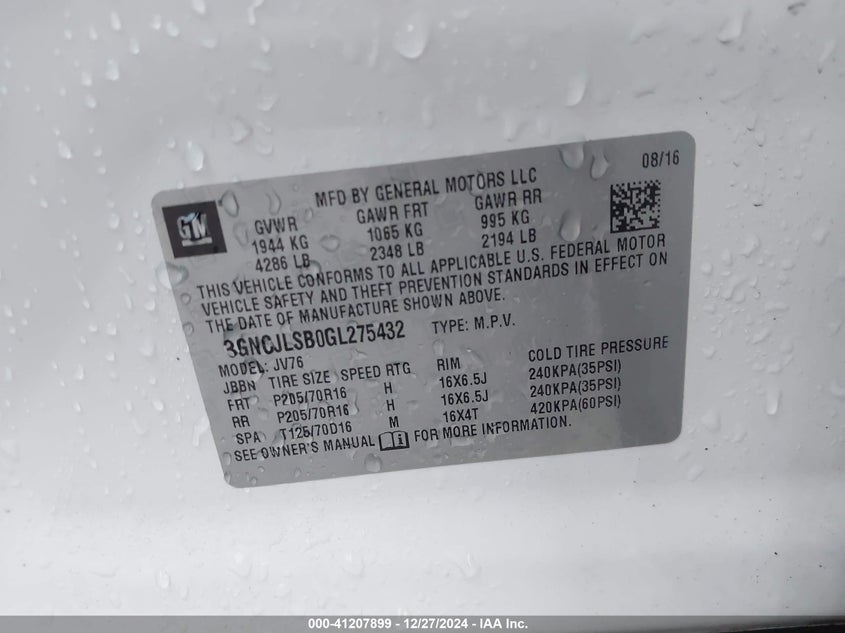 08/16
MFD BY GENERAL MOTORS LLC
GM
GVWR GAWR FRT GAWR RR
1944 KG 1065 KG 995 KG
4286 LB 2348 LB 2194 LB
THIS VEHICLE CONFORMS TO ALL APPLICABLE U.S. FEDERAL MOTOR
VEHICLE SAFETY AND THEFT PREVENTION STANDARDS IN EFFECT ON
THE DATE OF MANUFACTURE SHOWN ABOVE.
3GNCJLSB0GL275432 TYPE: M.P.V.
MODEL: JV76
JBBN TIRE SIZE SPEED RTG RIM COLD TIRE PRESSURE
FRT P205/70R16 H 16X6.5J 240KPA(35PSI)
RR P205/70R16 H 16X6.5J 240KPA(35PSI)
SPA T125/70D16 M 16X4T 420KPA(60PSI)
SEE OWNER'S MANUAL FOR MORE INFORMATION.
000-41207899 — 12/27/2024 — IAA Inc.